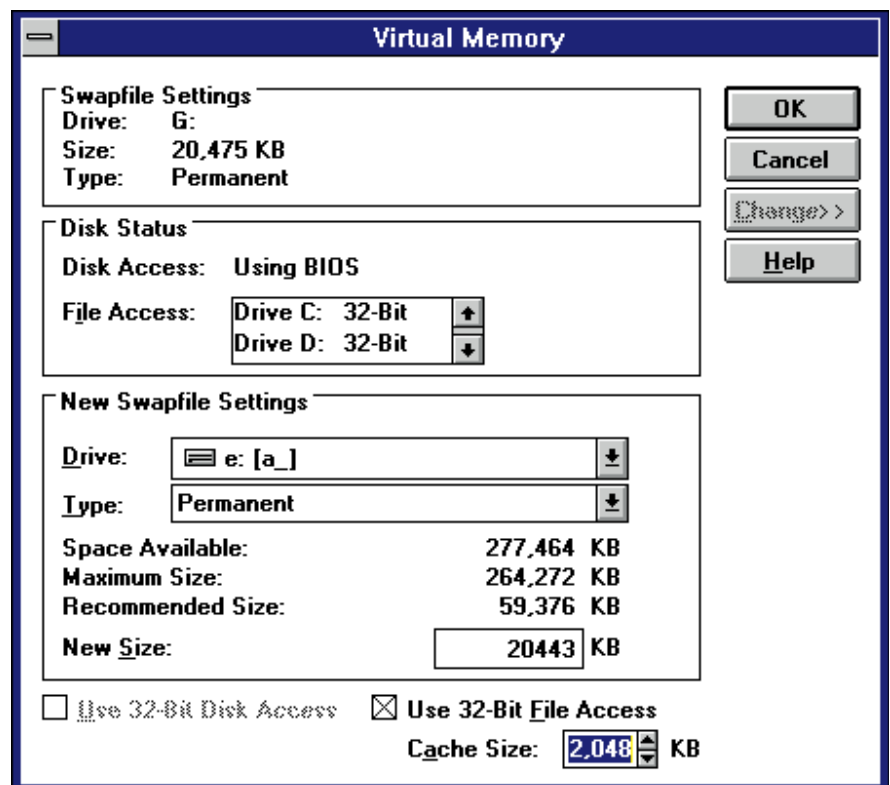 Virtual Memory
Swapfile Settings
Drive: G:
Size: 20,475 KB
Type: Permanent
OK
Cancel
Change>>
Help
Disk Status
Disk Access: Using BIOS
File Access: Drive C: 32-Bit
Drive D: 32-Bit
New Swapfile Settings
Drive: e: [a_]
Type: Permanent
Space Available: 277,464 KB
Maximum Size: 264,272 KB
Recommended Size: 59,376 KB
New Size: 20443 KB
Use 32-Bit Disk Access Use 32-Bit File Access
Cache Size: 2,048 KB